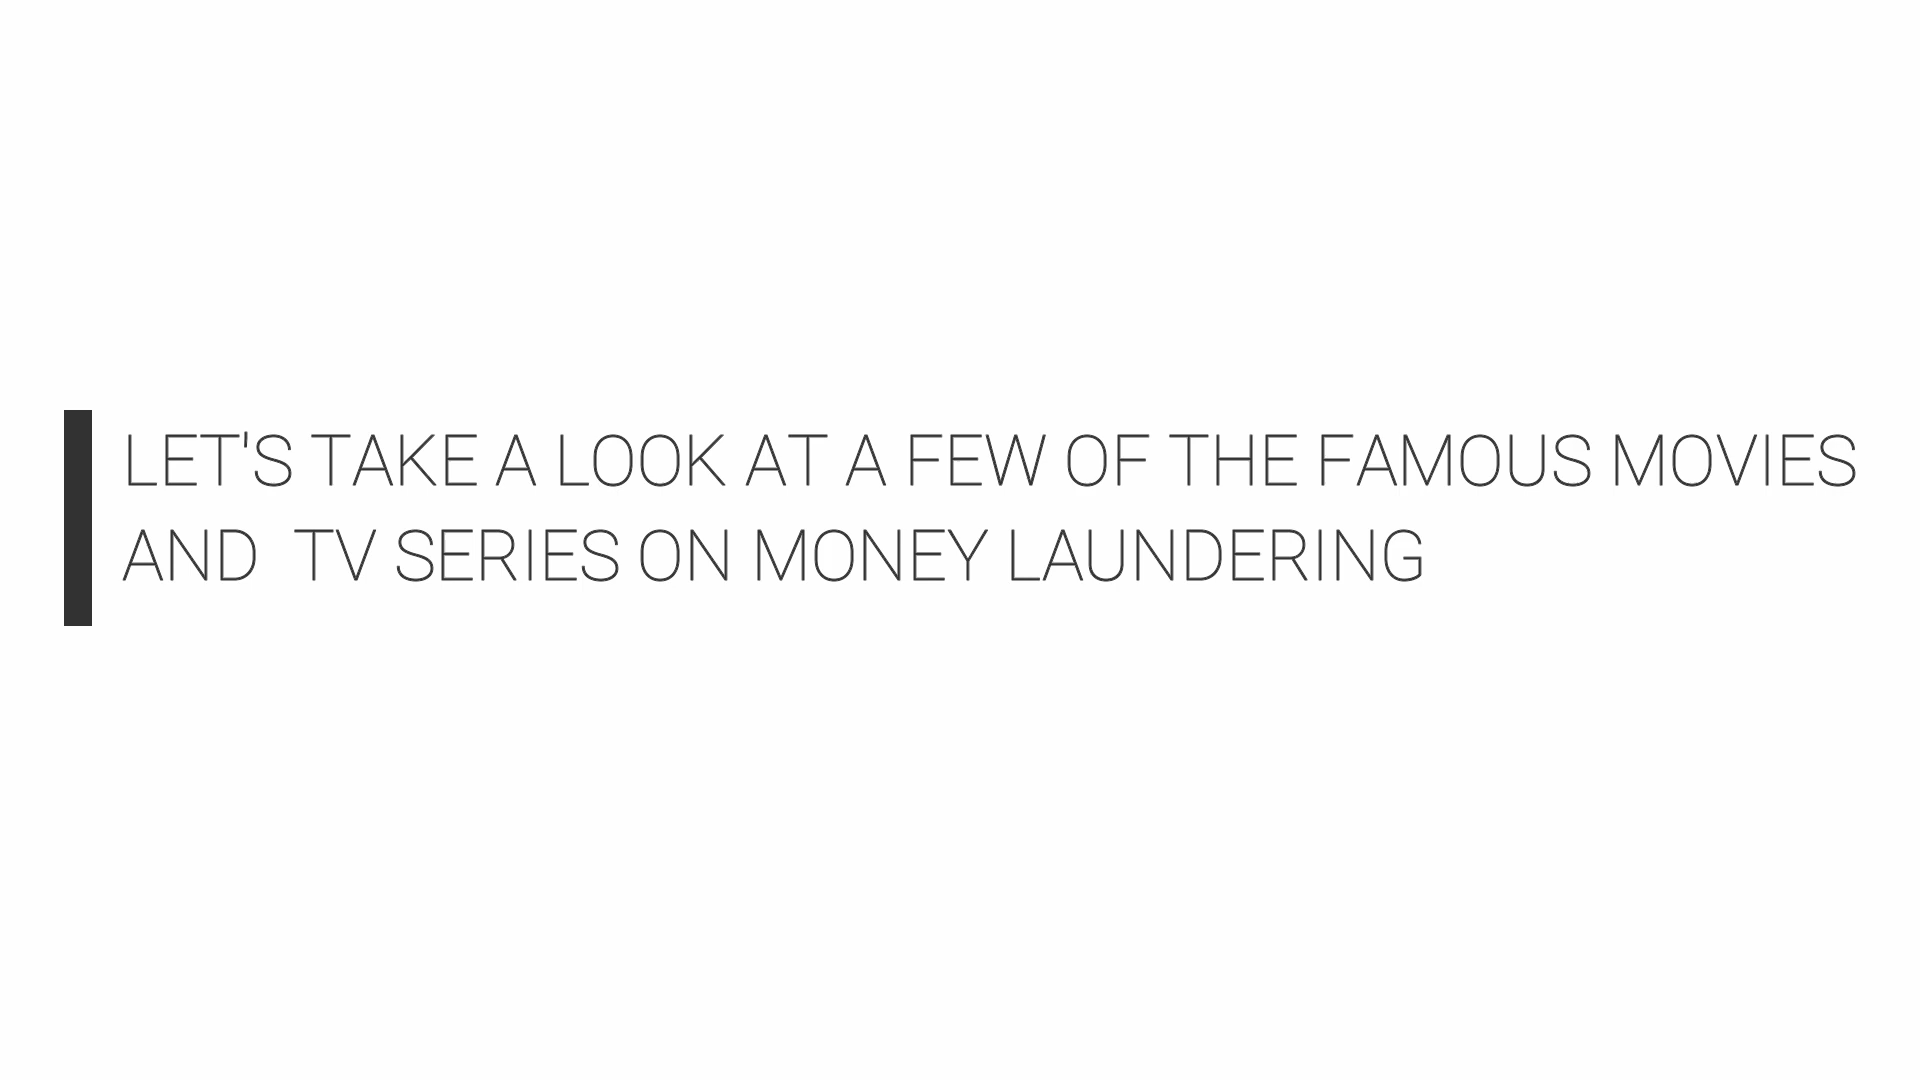 LET'S TAKE A LOOK AT A FEW OF THE FAMOUS MOVIES
AND  TV SERIES ON MONEY LAUNDERING